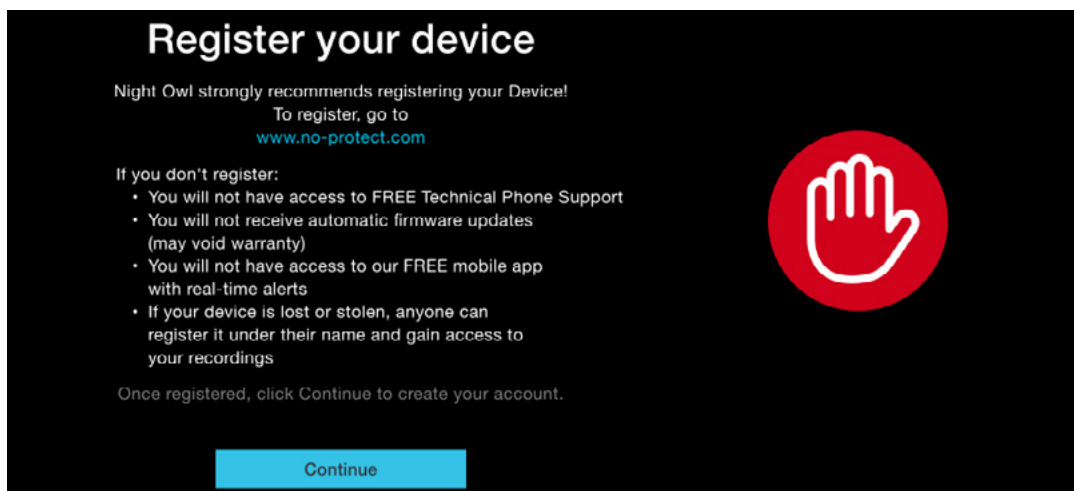 Register your device
Night Owl strongly recommends registering your Device!
To register, go to
www.no-protect.com
If you don't register:
• You will not have access to FREE Technical Phone Support
• You will not receive automatic firmware updates
(may void warranty)
• You will not have access to our FREE mobile app
with real-time alerts
• If your device is lost or stolen, anyone can
register it under their name and gain access to
your recordings
Once registered, click Continue to create your account.
Continue